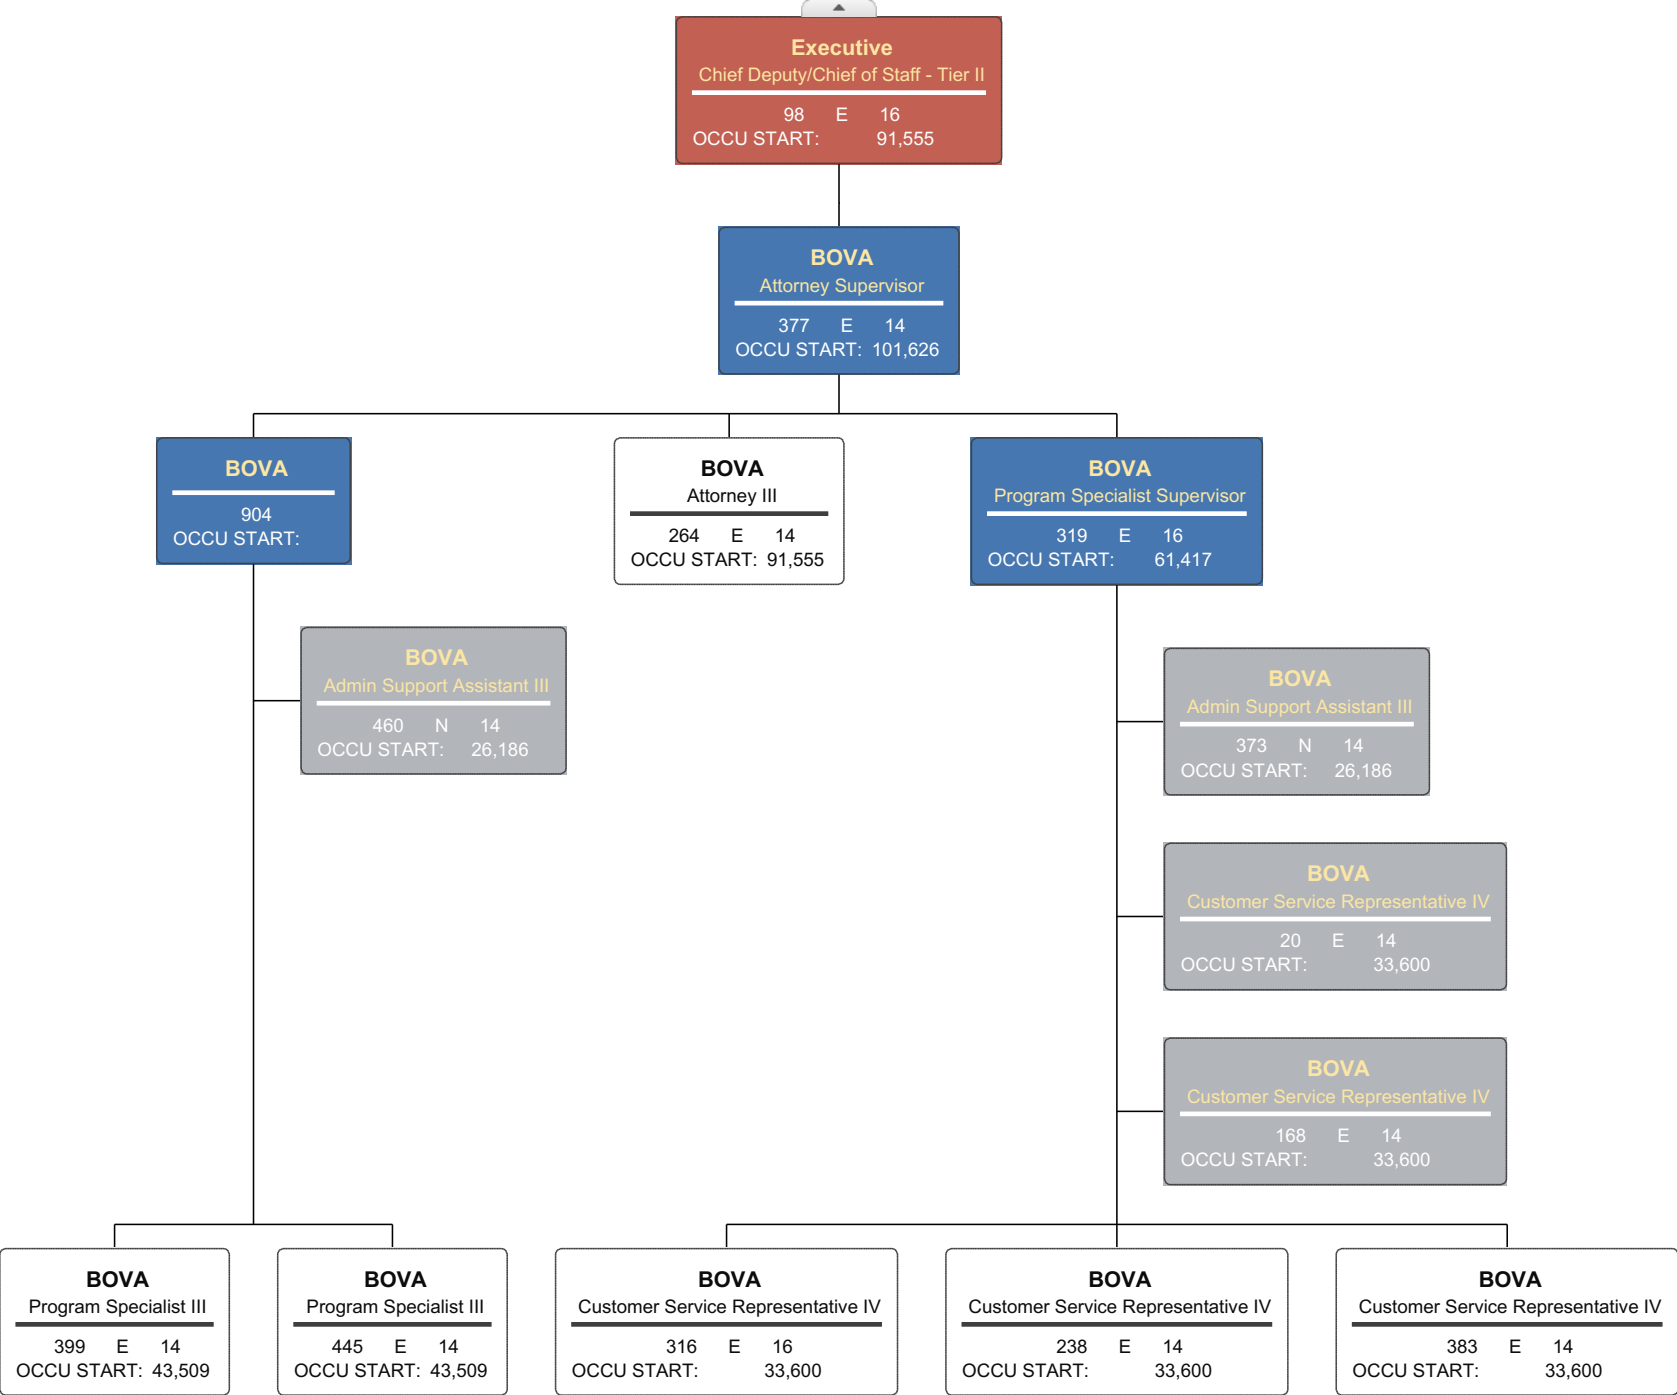 Executive
Chief Deputy/Chief of Staff - Tier II
98 E 16
OCCU START: 91,555
BOVA
Attorney Supervisor
377 E 14
OCCU START: 101,626
BOVA
904
OCCU START:
BOVA
Attorney III
264 E 14
OCCU START: 91,555
BOVA
Program Specialist Supervisor
319 E 16
OCCU START: 61,417
BOVA
Admin Support Assistant III
460 N 14
OCCU START: 26,186
BOVA
Admin Support Assistant III
373 N 14
OCCU START: 26,186
BOVA
Customer Service Representative IV
20 E 14
OCCU START: 33,600
BOVA
Customer Service Representative IV
168 E 14
OCCU START: 33,600
BOVA
Program Specialist III
399 E 14
OCCU START: 43,509
BOVA
Program Specialist III
445 E 14
OCCU START: 43,509
BOVA
Customer Service Representative IV
316 E 16
OCCU START: 33,600
BOVA
Customer Service Representative IV
238 E 14
OCCU START: 33,600
BOVA
Customer Service Representative IV
383 E 14
OCCU START: 33,600